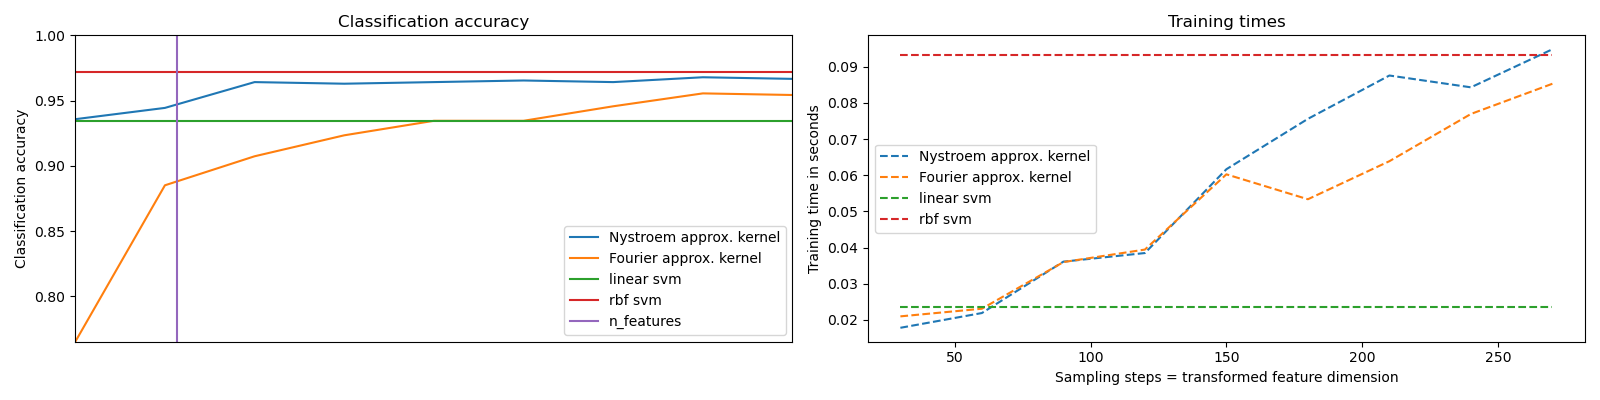 Classification accuracy
1.00
0.95
0.90
0.85
0.80
Classification accuracy
Nystroem approx. kernel
Fourier approx. kernel
linear svm
rbf svm
n_features
Training times
0.09
0.08
0.07
0.06
0.05
0.04
0.03
0.02
Training time in seconds
Nystroem approx. kernel
Fourier approx. kernel
linear svm
rbf svm
50 100 150 200 250
Sampling steps = transformed feature dimension